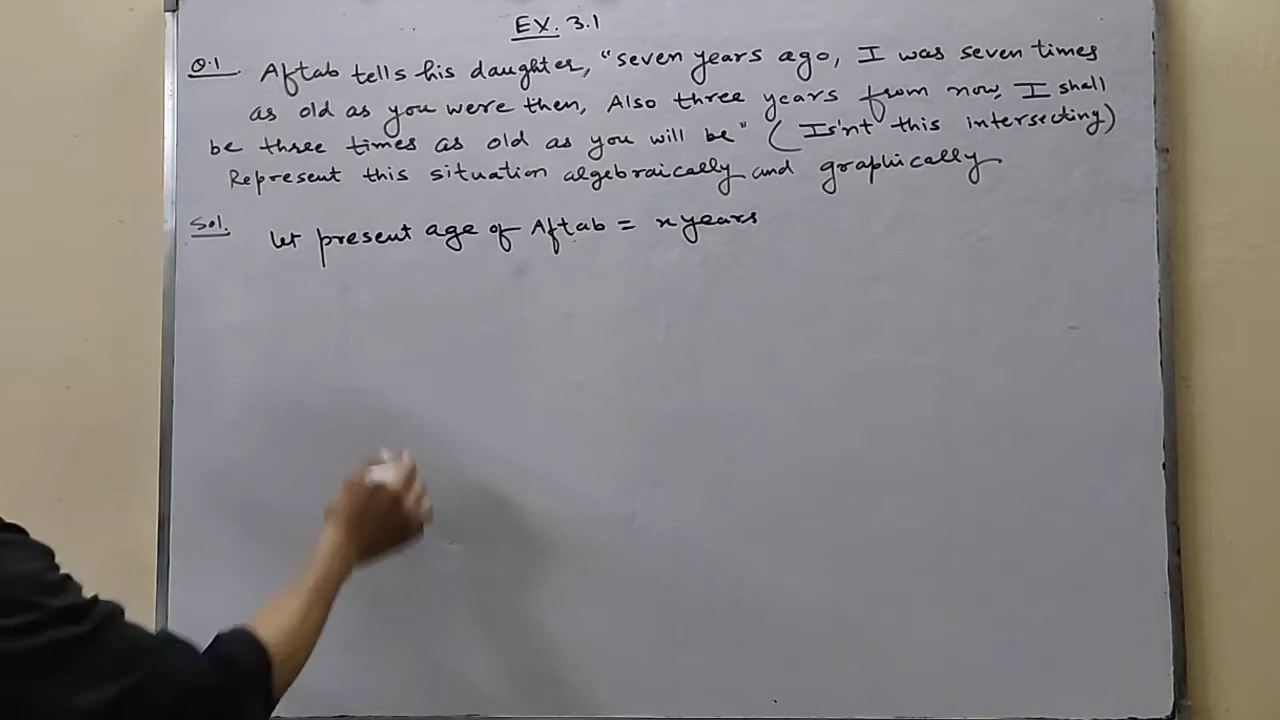 EX. 3.1
Q.1 Aftab tells his daughter, "seven years ago, I was seven times
as old as you were then, Also three years from now, I shall
be three times as old as you will be" (Is'nt this intersecting)
Represent this situation algebraically and graphically
Sol. let present age of Aftab = x years